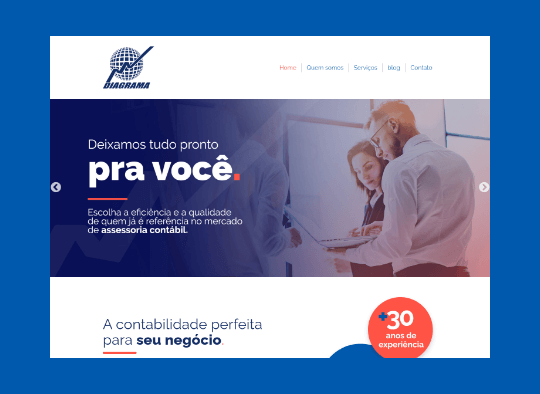 DIAGRAMA
Home
Quem somos
Serviços
blog
Contato
Deixamos tudo pronto
pra você.
Escolha a eficiência e a qualidade
de quem já é referência no mercado
de assessoria contábil.
A contabilidade perfeita
para seu negócio.
+30
anos de
experiência